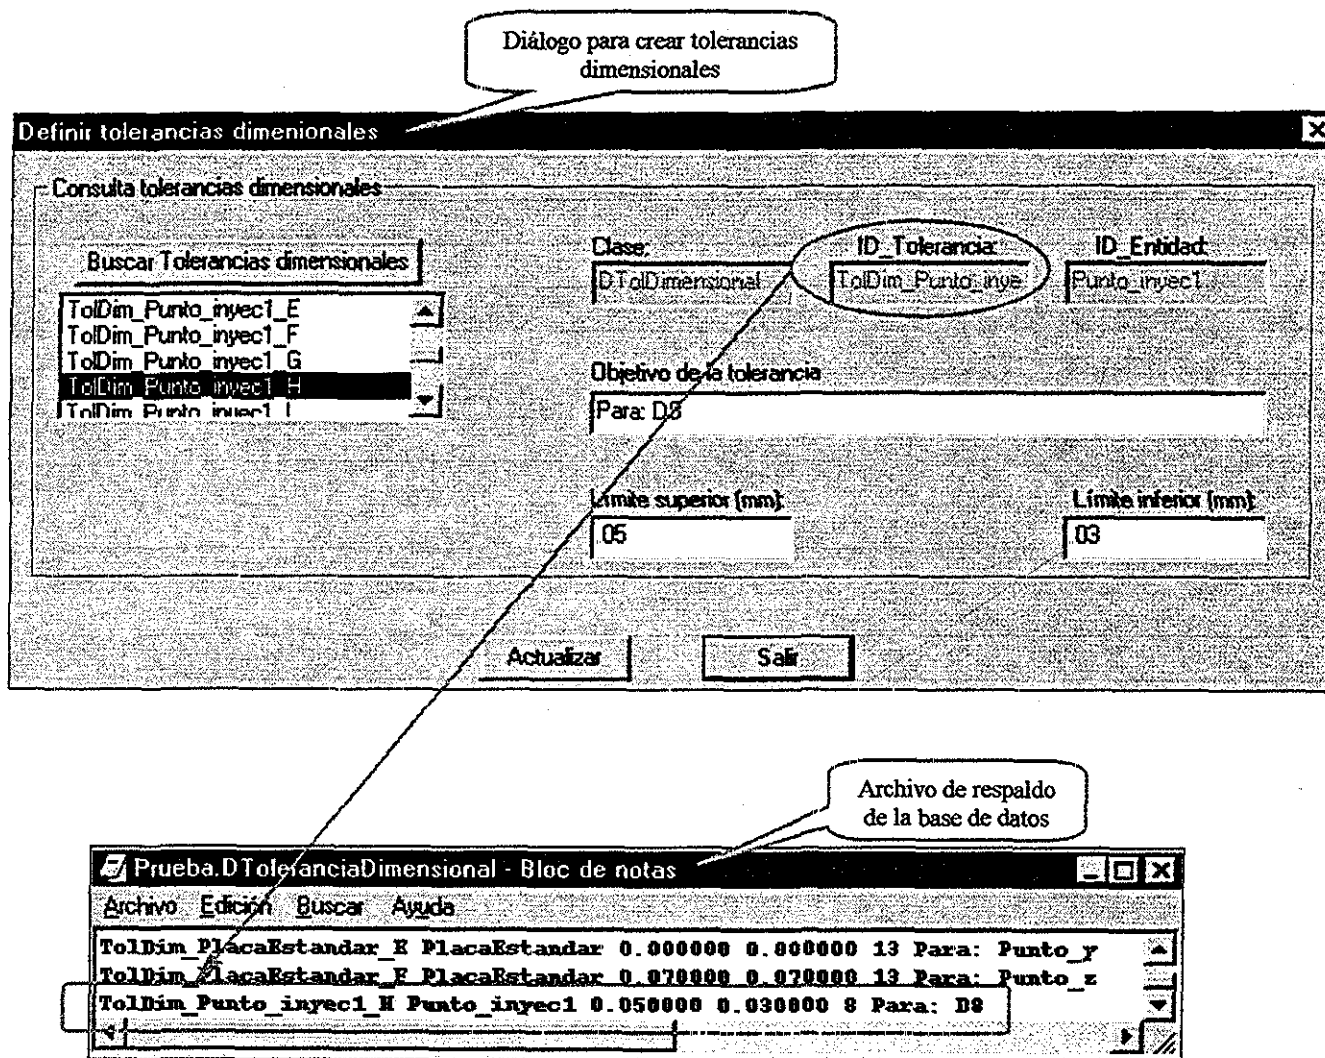 Diálogo para crear tolerancias
dimensionales
Definir tolerancias dimenionales
Consulta tolerancias dimensionales
Buscar Tolerancias dimensionales
TolDim_Punto_inyec1_E
TolDim_Punto_inyec1_F
TolDim_Punto_inyec1_G
TolDim_Punto_inyec1_H
TolDim_Punto_inyec1_I
Clase:
ID_Tolerancia:
ID_Entidad:
DTolDimensional
TolDim_Punto_inye
Punto_inyec1
Objetivo de la tolerancia
Para: D8
Límite superior (mm):
Límite inferior (mm):
.05
.03
Actualizar
Salir
Archivo de respaldo
de la base de datos
Prueba.DToleranciaDimensional - Bloc de notas
Archivo Edición Buscar Ayuda
TolDim_PlacaEstandar_E PlacaEstandar 0.000000 0.000000 13 Para: Punto_y
TolDim_PlacaEstandar_F PlacaEstandar 0.070000 0.070000 13 Para: Punto_z
TolDim_Punto_inyec1_H Punto_inyec1 0.050000 0.030000 8 Para: D8